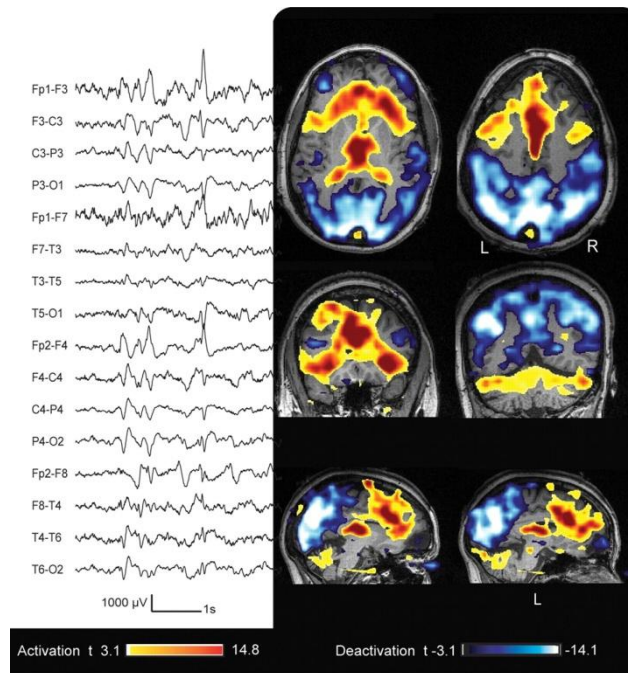 Fp1-F3
F3-C3
C3-P3
P3-O1
Fp1-F7
F7-T3
T3-T5
T5-O1
Fp2-F4
F4-C4
C4-P4
P4-O2
Fp2-F8
F8-T4
T4-T6
T6-O2
1000 µV
1s
L R
L
Activation t 3.1 14.8 Deactivation t -3.1 -14.1